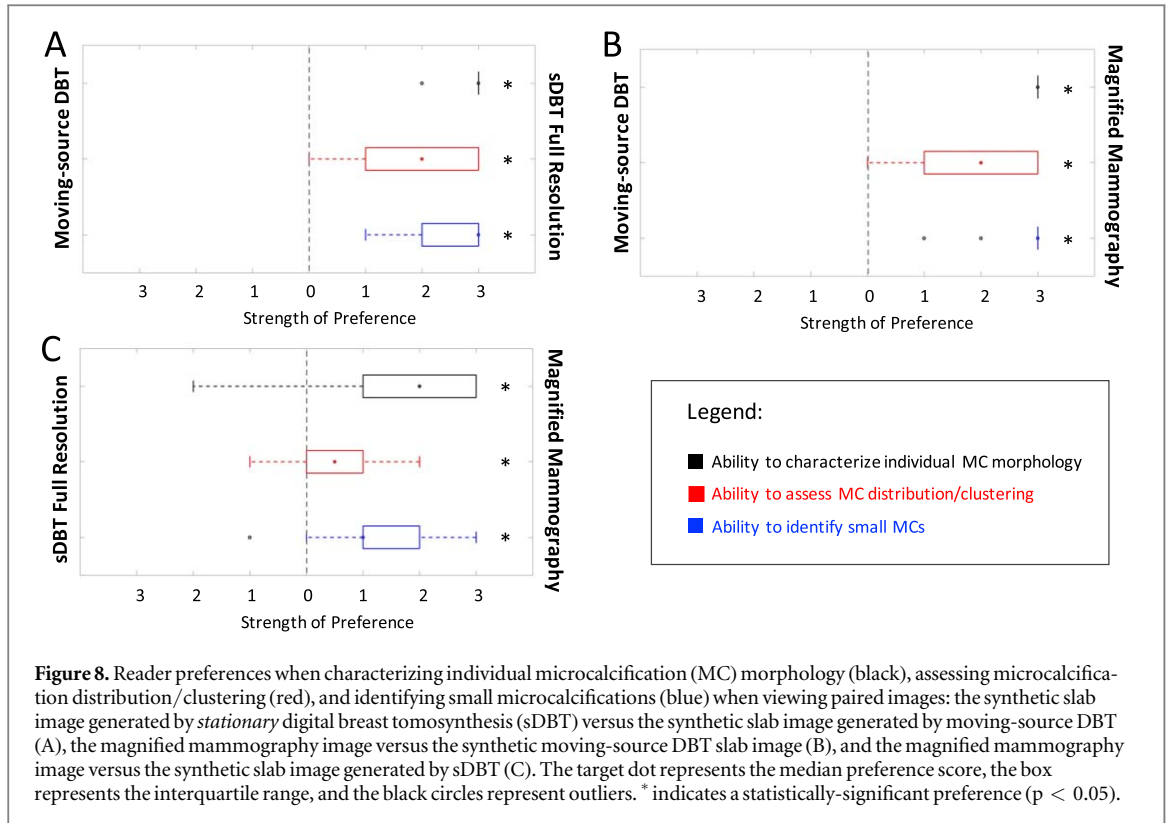 A
Moving-source DBT
*
*
*
sDBT Full Resolution
3 2 1 0 1 2 3
Strength of Preference
B
Moving-source DBT
*
*
*
Magnified Mammography
3 2 1 0 1 2 3
Strength of Preference
C
sDBT Full Resolution
*
*
*
Magnified Mammography
3 2 1 0 1 2 3
Strength of Preference
Legend:
Ability to characterize individual MC morphology
Ability to assess MC distribution/clustering
Ability to identify small MCs
Figure 8. Reader preferences when characterizing individual microcalcification (MC) morphology (black), assessing microcalcifica-
tion distribution/clustering (red), and identifying small microcalcifications (blue) when viewing paired images: the synthetic slab
image generated by stationary digital breast tomosynthesis (sDBT) versus the synthetic slab image generated by moving-source DBT
(A), the magnified mammography image versus the synthetic moving-source DBT slab image (B), and the magnified mammography
image versus the synthetic slab image generated by sDBT (C). The target dot represents the median preference score, the box
represents the interquartile range, and the black circles represent outliers. * indicates a statistically-significant preference (p < 0.05).